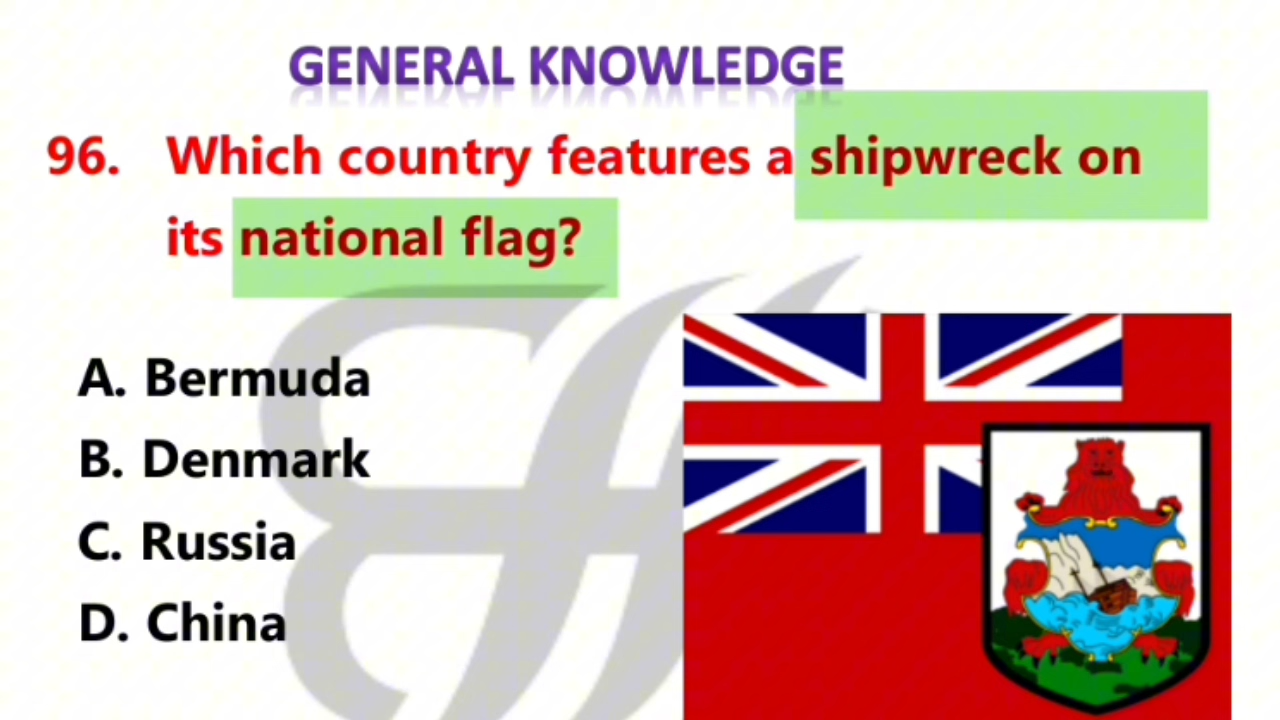 GENERAL KNOWLEDGE
96. Which country features a shipwreck on
its national flag?
A. Bermuda
B. Denmark
C. Russia
D. China